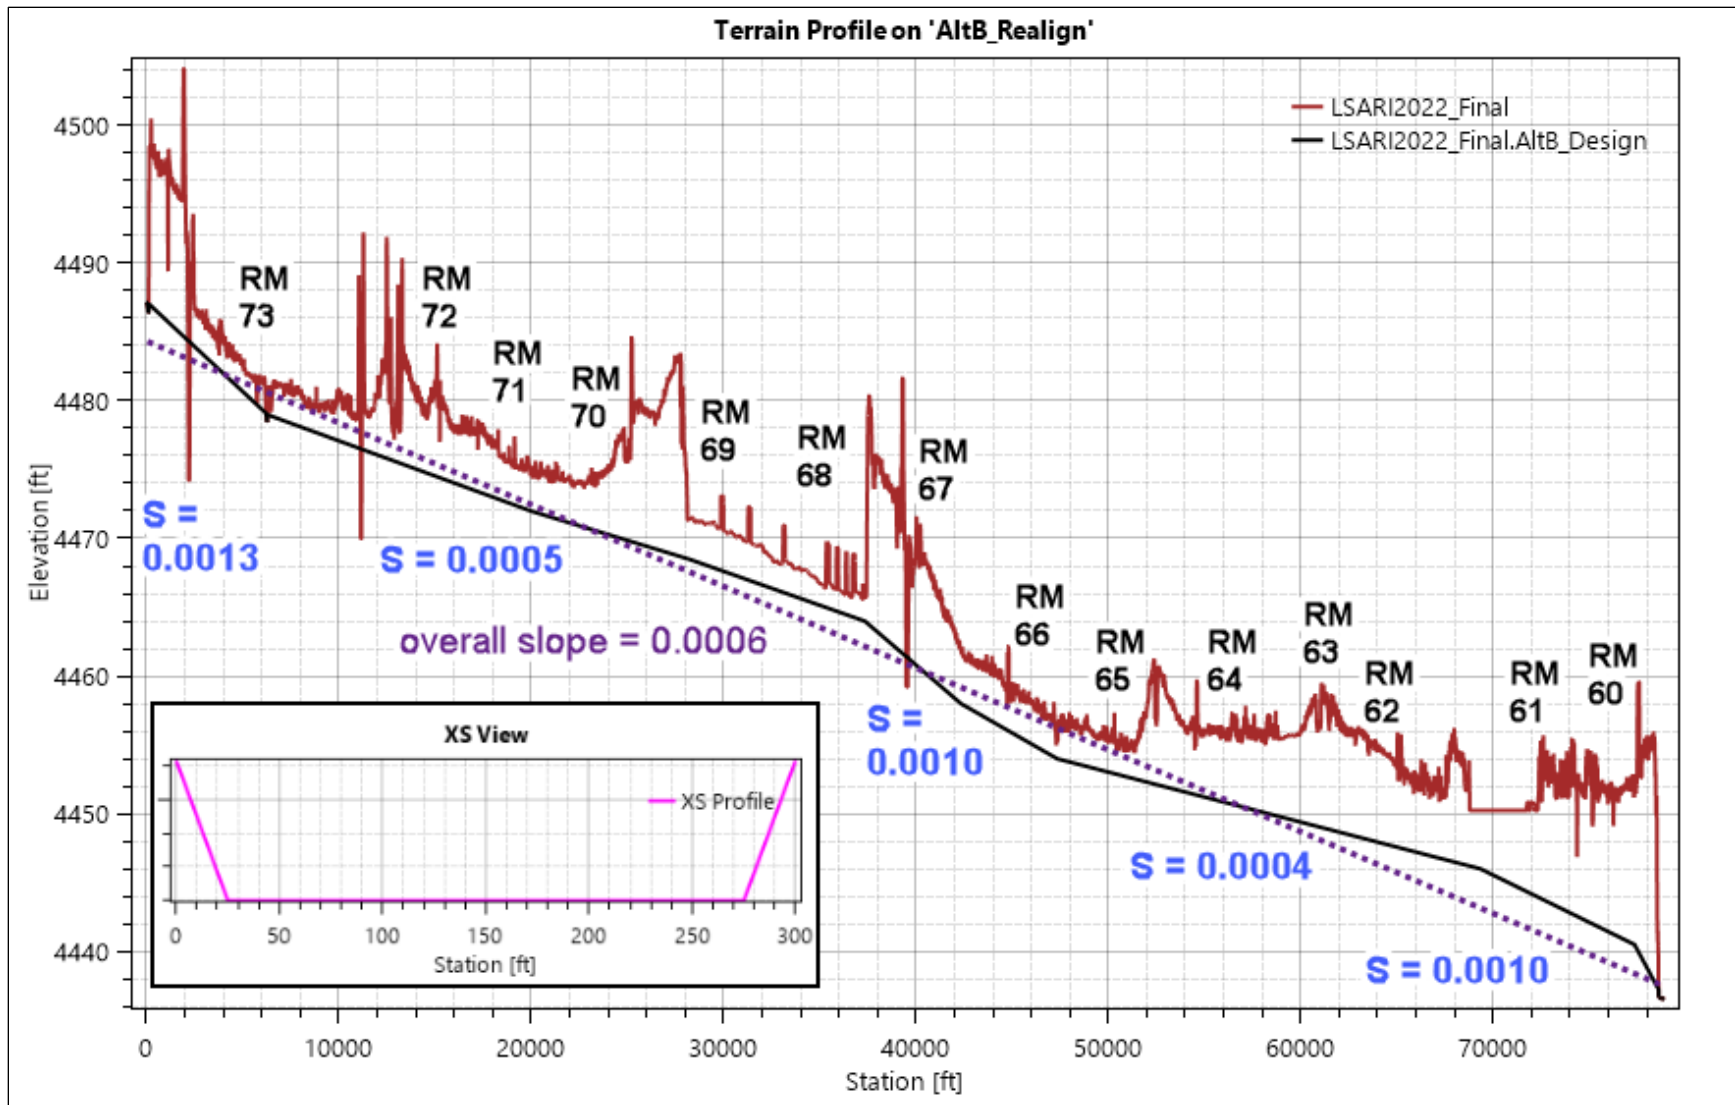 Terrain Profile on 'AltB_Realign'
LSARI2022_Final
LSARI2022_Final.AltB_Design
Elevation [ft]
4500
4490
4480
4470
4460
4450
4440
RM
73
RM
72
RM
71
RM
70
RM
69
RM
68
RM
67
RM
66
RM
65
RM
64
RM
63
RM
62
RM
61
RM
60
S =
0.0013
S = 0.0005
overall slope = 0.0006
S =
0.0010
S = 0.0004
S = 0.0010
XS View
XS Profile
0 50 100 150 200 250 300
Station [ft]
0 10000 20000 30000 40000 50000 60000 70000
Station [ft]